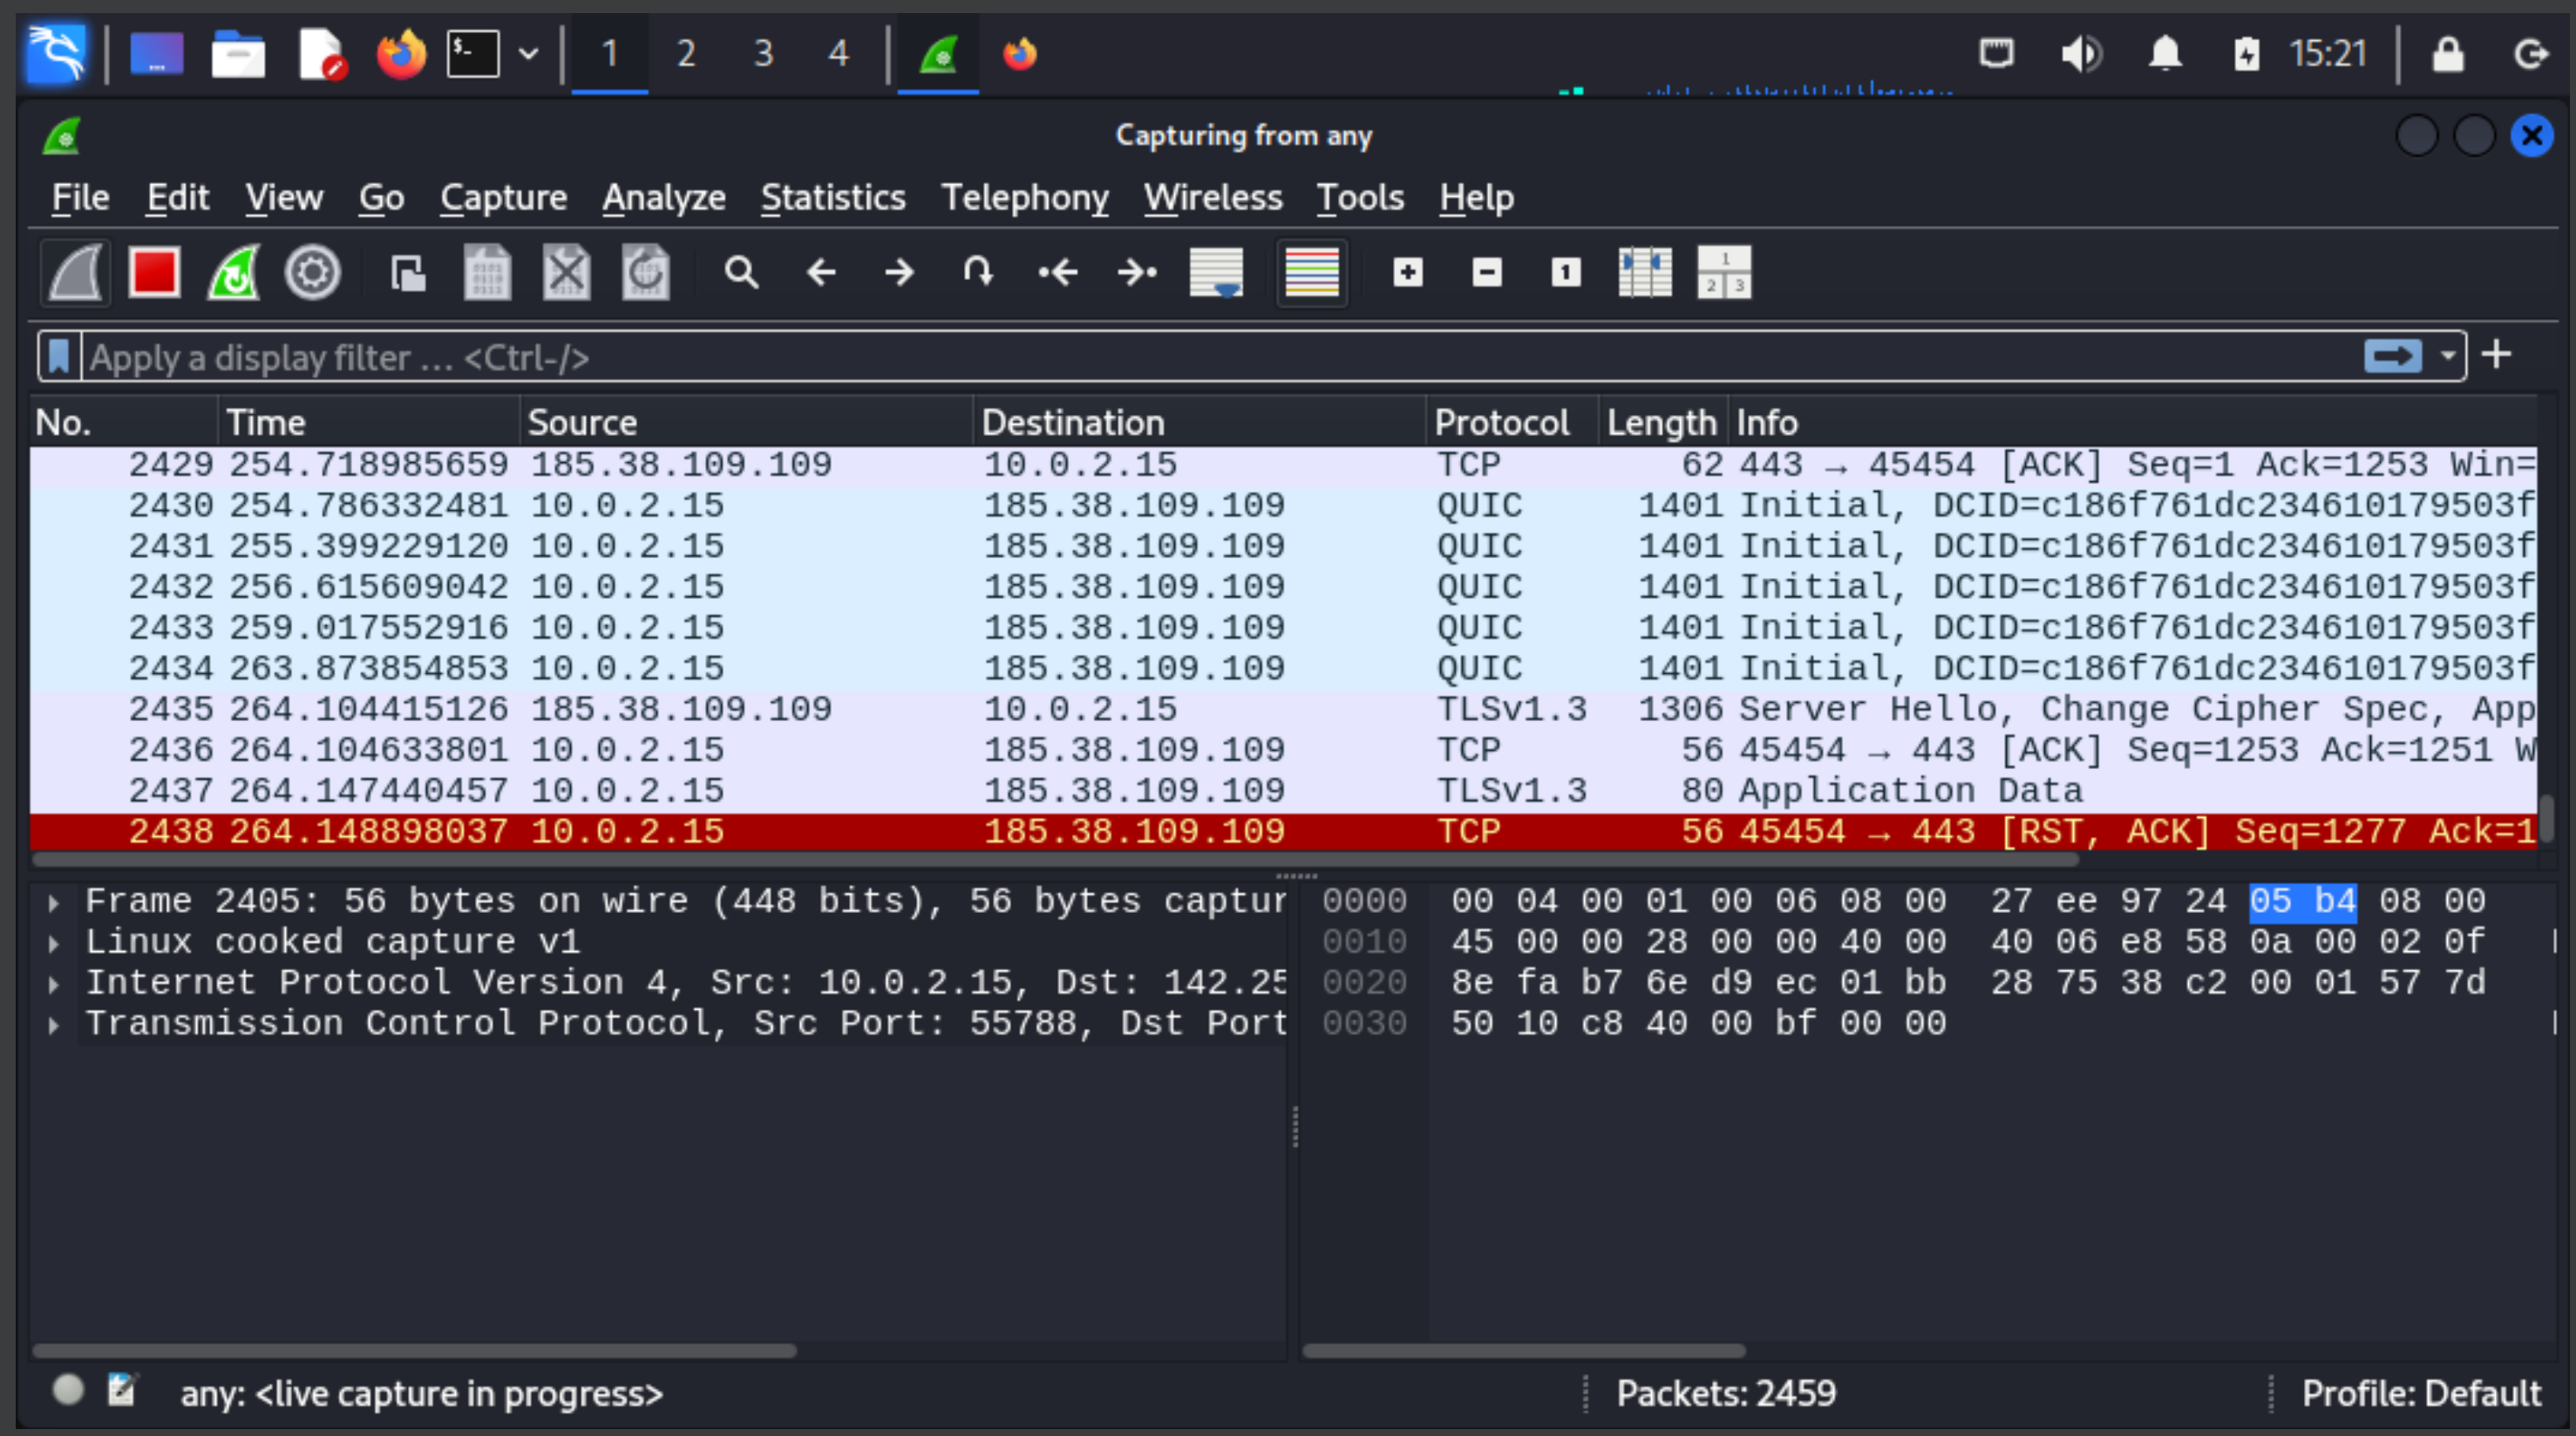 1 2 3 4 15:21
Capturing from any
File Edit View Go Capture Analyze Statistics Telephony Wireless Tools Help
Apply a display filter … <Ctrl-/>
No. Time Source Destination Protocol Length Info
2429 254.718985659 185.38.109.109 10.0.2.15 TCP 62 443 → 45454 [ACK] Seq=1 Ack=1253 Win=
2430 254.786332481 10.0.2.15 185.38.109.109 QUIC 1401 Initial, DCID=c186f761dc234610179503f
2431 255.399229120 10.0.2.15 185.38.109.109 QUIC 1401 Initial, DCID=c186f761dc234610179503f
2432 256.615609042 10.0.2.15 185.38.109.109 QUIC 1401 Initial, DCID=c186f761dc234610179503f
2433 259.017552916 10.0.2.15 185.38.109.109 QUIC 1401 Initial, DCID=c186f761dc234610179503f
2434 263.873854853 10.0.2.15 185.38.109.109 QUIC 1401 Initial, DCID=c186f761dc234610179503f
2435 264.104415126 185.38.109.109 10.0.2.15 TLSv1.3 1306 Server Hello, Change Cipher Spec, App
2436 264.104633801 10.0.2.15 185.38.109.109 TCP 56 45454 → 443 [ACK] Seq=1253 Ack=1251 W
2437 264.147440457 10.0.2.15 185.38.109.109 TLSv1.3 80 Application Data
2438 264.148898037 10.0.2.15 185.38.109.109 TCP 56 45454 → 443 [RST, ACK] Seq=1277 Ack=1
Frame 2405: 56 bytes on wire (448 bits), 56 bytes captur
Linux cooked capture v1
Internet Protocol Version 4, Src: 10.0.2.15, Dst: 142.25
Transmission Control Protocol, Src Port: 55788, Dst Port
0000 00 04 00 01 00 06 08 00 27 ee 97 24 05 b4 08 00
0010 45 00 00 28 00 00 40 00 40 06 e8 58 0a 00 02 0f
0020 8e fa b7 6e d9 ec 01 bb 28 75 38 c2 00 01 57 7d
0030 50 10 c8 40 00 bf 00 00
any: <live capture in progress> Packets: 2459 Profile: Default